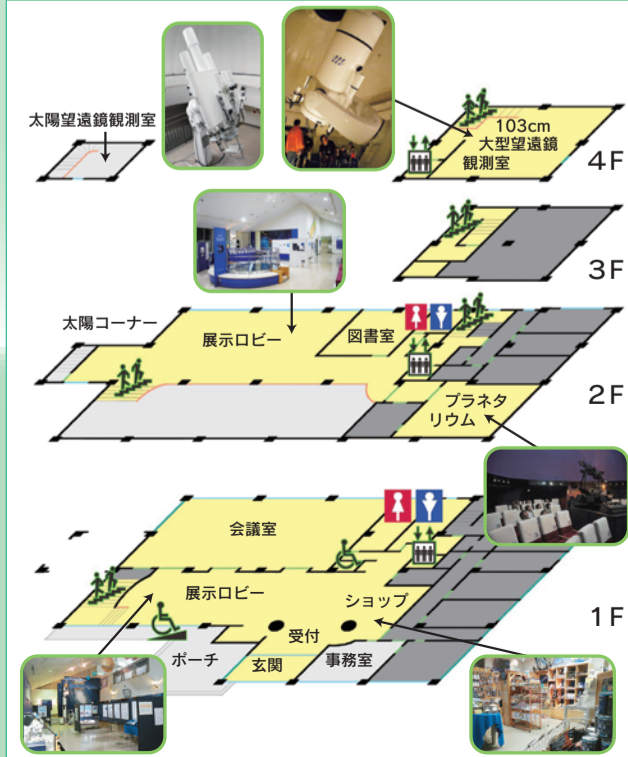 太陽望遠鏡観測室
103cm
大型望遠鏡
観測室
4F
3F
太陽コーナー
展示ロビー
図書室
プラネタ
リウム
2F
会議室
展示ロビー
ショップ
受付
1F
ポーチ
玄関
事務室